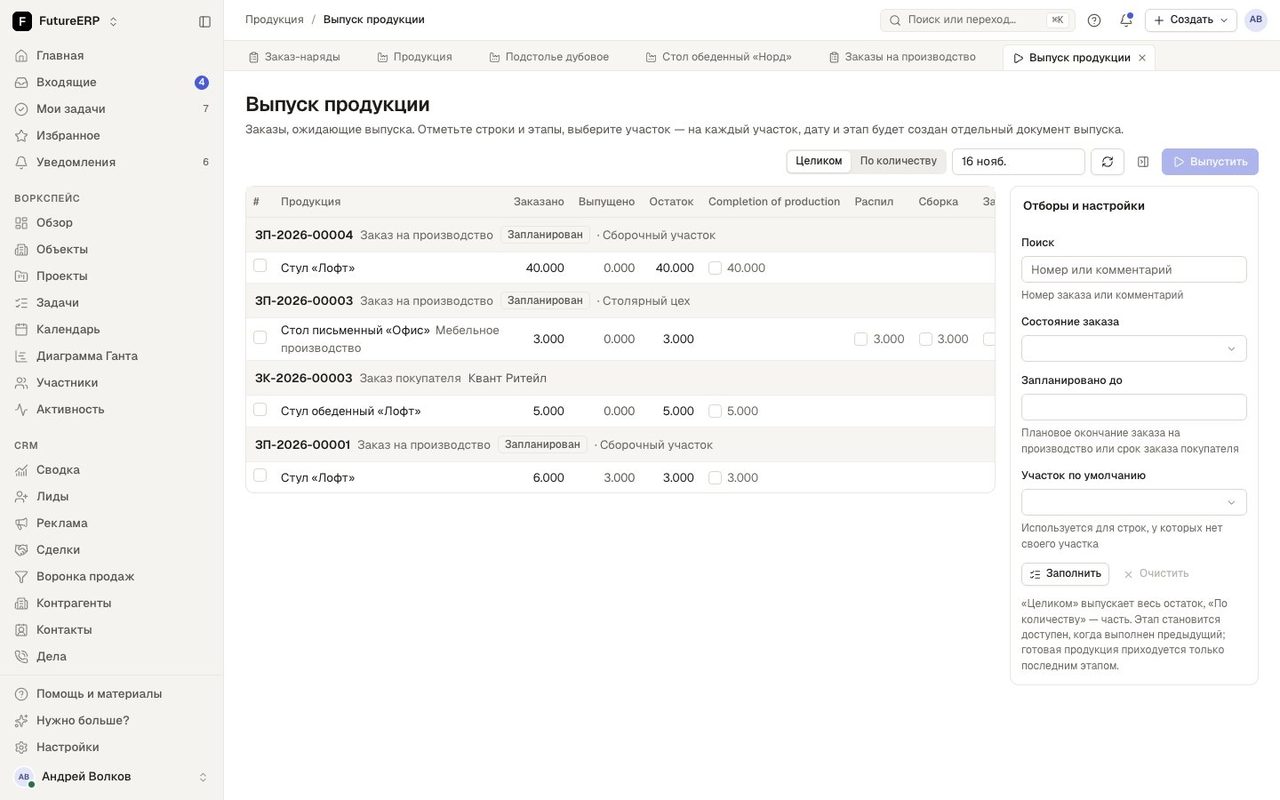 F FutureERP
Главная
Входящие 4
Мои задачи 7
Избранное
Уведомления 6
ВОРКСПЕЙС
Обзор
Объекты
Проекты
Задачи
Календарь
Диаграмма Ганта
Участники
Активность
CRM
Сводка
Лиды
Реклама
Сделки
Воронка продаж
Контрагенты
Контакты
Дела
Помощь и материалы
Нужно больше?
Настройки
АВ Андрей Волков
Продукция / Выпуск продукции
Поиск или переход... ⌘K
Создать
АВ
Заказ-наряды Продукция Подстолье дубовое Стол обеденный «Норд» Заказы на производство Выпуск продукции
Выпуск продукции
Заказы, ожидающие выпуска. Отметьте строки и этапы, выберите участок — на каждый участок, дату и этап будет создан отдельный документ выпуска.
Целиком По количеству 16 нояб. Выпустить
# Продукция Заказано Выпущено Остаток Completion of production Распил Сборка За
ЗП-2026-00004 Заказ на производство Запланирован · Сборочный участок
Стул «Лофт» 40.000 0.000 40.000 40.000
ЗП-2026-00003 Заказ на производство Запланирован · Столярный цех
Стол письменный «Офис» Мебельное
производство 3.000 0.000 3.000 3.000 3.000
ЗК-2026-00003 Заказ покупателя Квант Ритейл
Стул обеденный «Лофт» 5.000 0.000 5.000 5.000
ЗП-2026-00001 Заказ на производство Запланирован · Сборочный участок
Стул «Лофт» 6.000 3.000 3.000 3.000
Отборы и настройки
Поиск
Номер или комментарий
Номер заказа или комментарий
Состояние заказа
Запланировано до
Плановое окончание заказа на
производство или срок заказа покупателя
Участок по умолчанию
Используется для строк, у которых нет
своего участка
Заполнить Очистить
«Целиком» выпускает весь остаток, «По
количеству» — часть. Этап становится
доступен, когда выполнен предыдущий;
готовая продукция приходуется только
последним этапом.